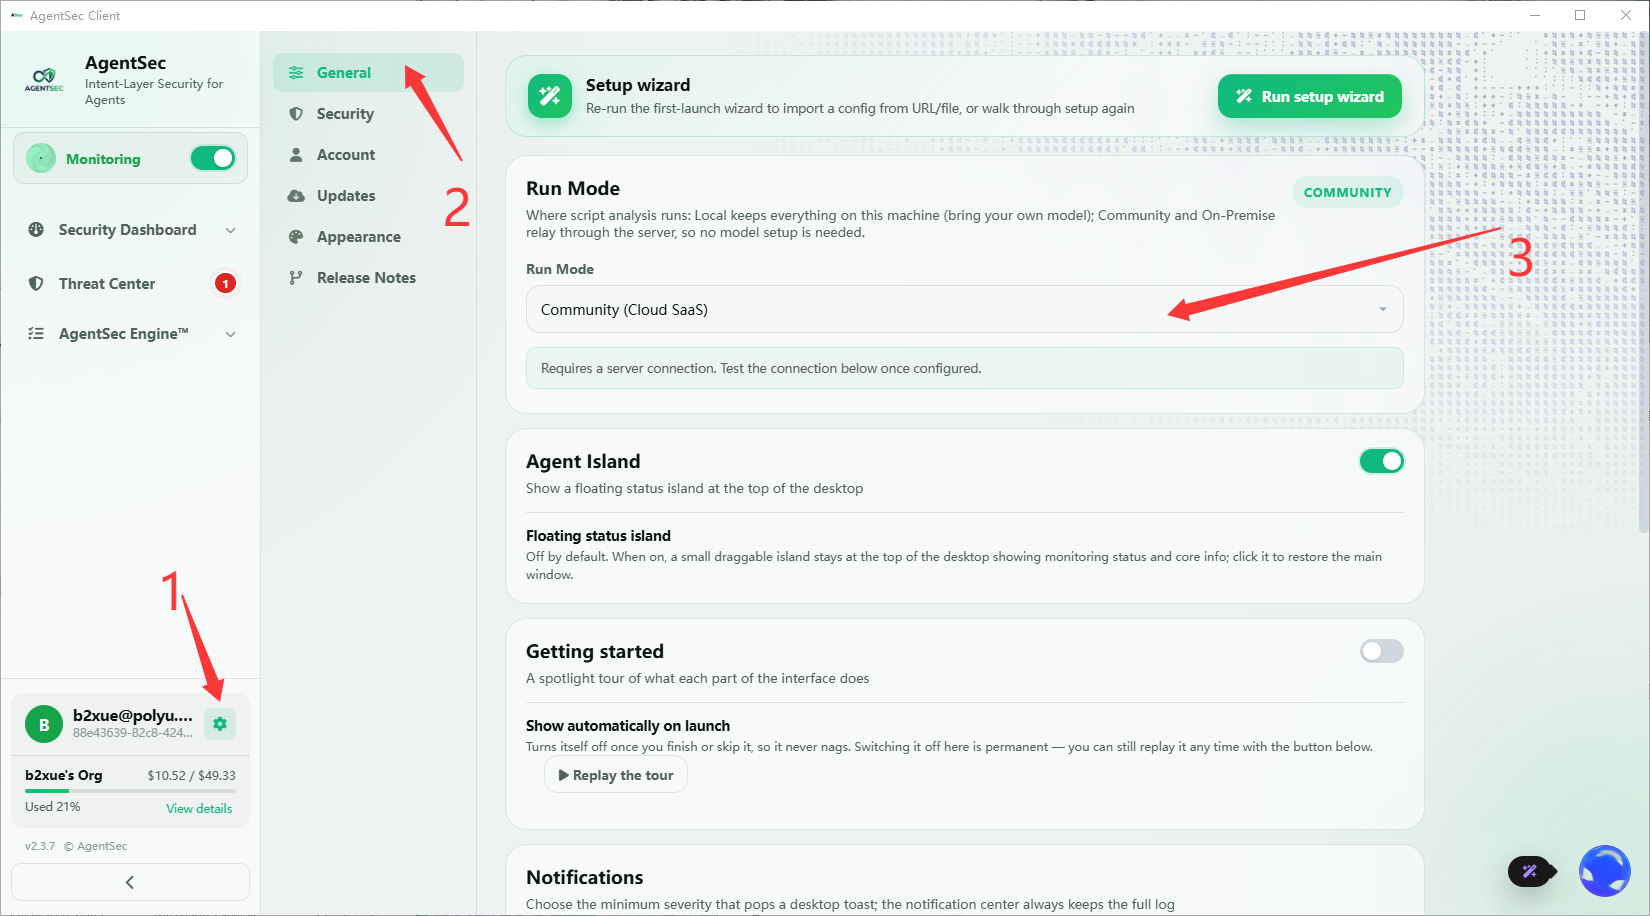 ASec AgentSec Client
AGENTSEC
AgentSec
Intent-Layer Security for
Agents
Monitoring
Security Dashboard
Threat Center
1
AgentSec Engine™
1
B
b2xue@polyu....
88e43639-82c8-424...
b2xue's Org
$10.52 / $49.33
Used 21%
View details
v2.3.7 © AgentSec
General
Security
Account
Updates
Appearance
Release Notes
2
Setup wizard
Re-run the first-launch wizard to import a config from URL/file, or walk through setup again
Run setup wizard
Run Mode
COMMUNITY
Where script analysis runs: Local keeps everything on this machine (bring your own model); Community and On-Premise
relay through the server, so no model setup is needed.
3
Run Mode
Community (Cloud SaaS)
Requires a server connection. Test the connection below once configured.
Agent Island
Show a floating status island at the top of the desktop
Floating status island
Off by default. When on, a small draggable island stays at the top of the desktop showing monitoring status and core info; click it to restore the main
window.
Getting started
A spotlight tour of what each part of the interface does
Show automatically on launch
Turns itself off once you finish or skip it, so it never nags. Switching it off here is permanent — you can still replay it any time with the button below.
Replay the tour
Notifications
Choose the minimum severity that pops a desktop toast; the notification center always keeps the full log